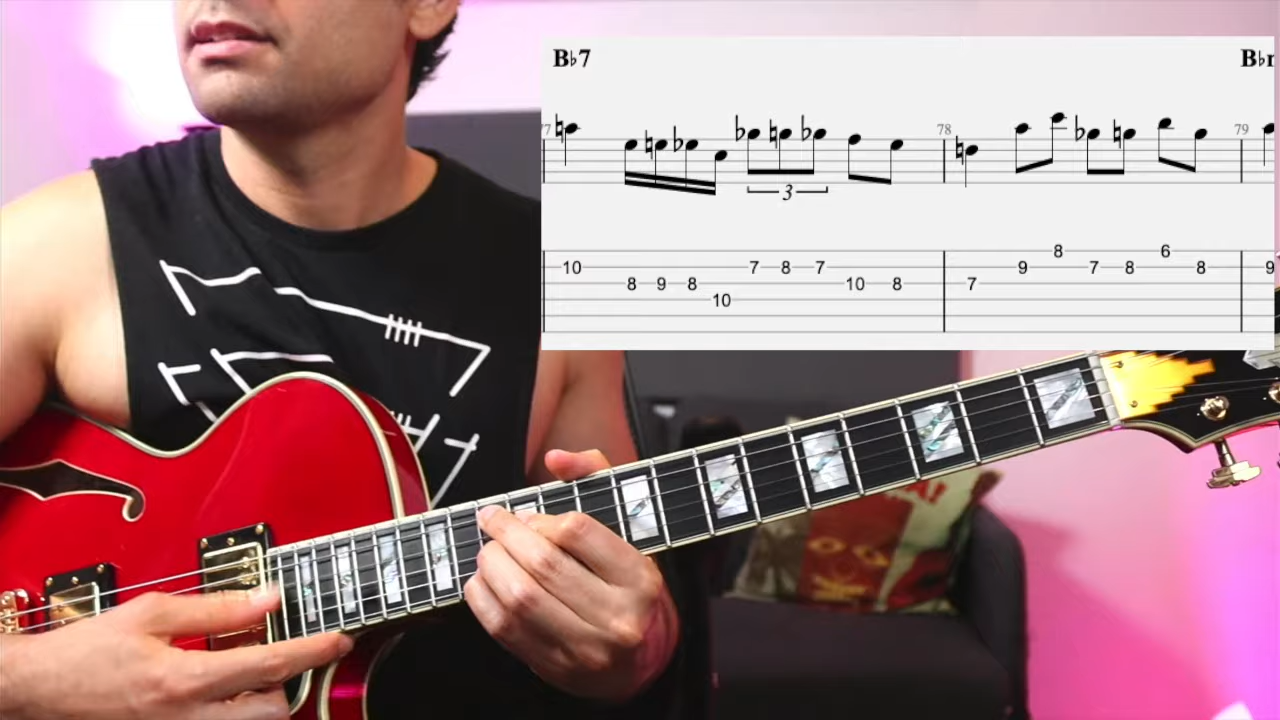 B♭7 B♭
77 78 79
3
8 6
10 7 8 7 9 7 8 8 9
8 9 8 10 8 7
10